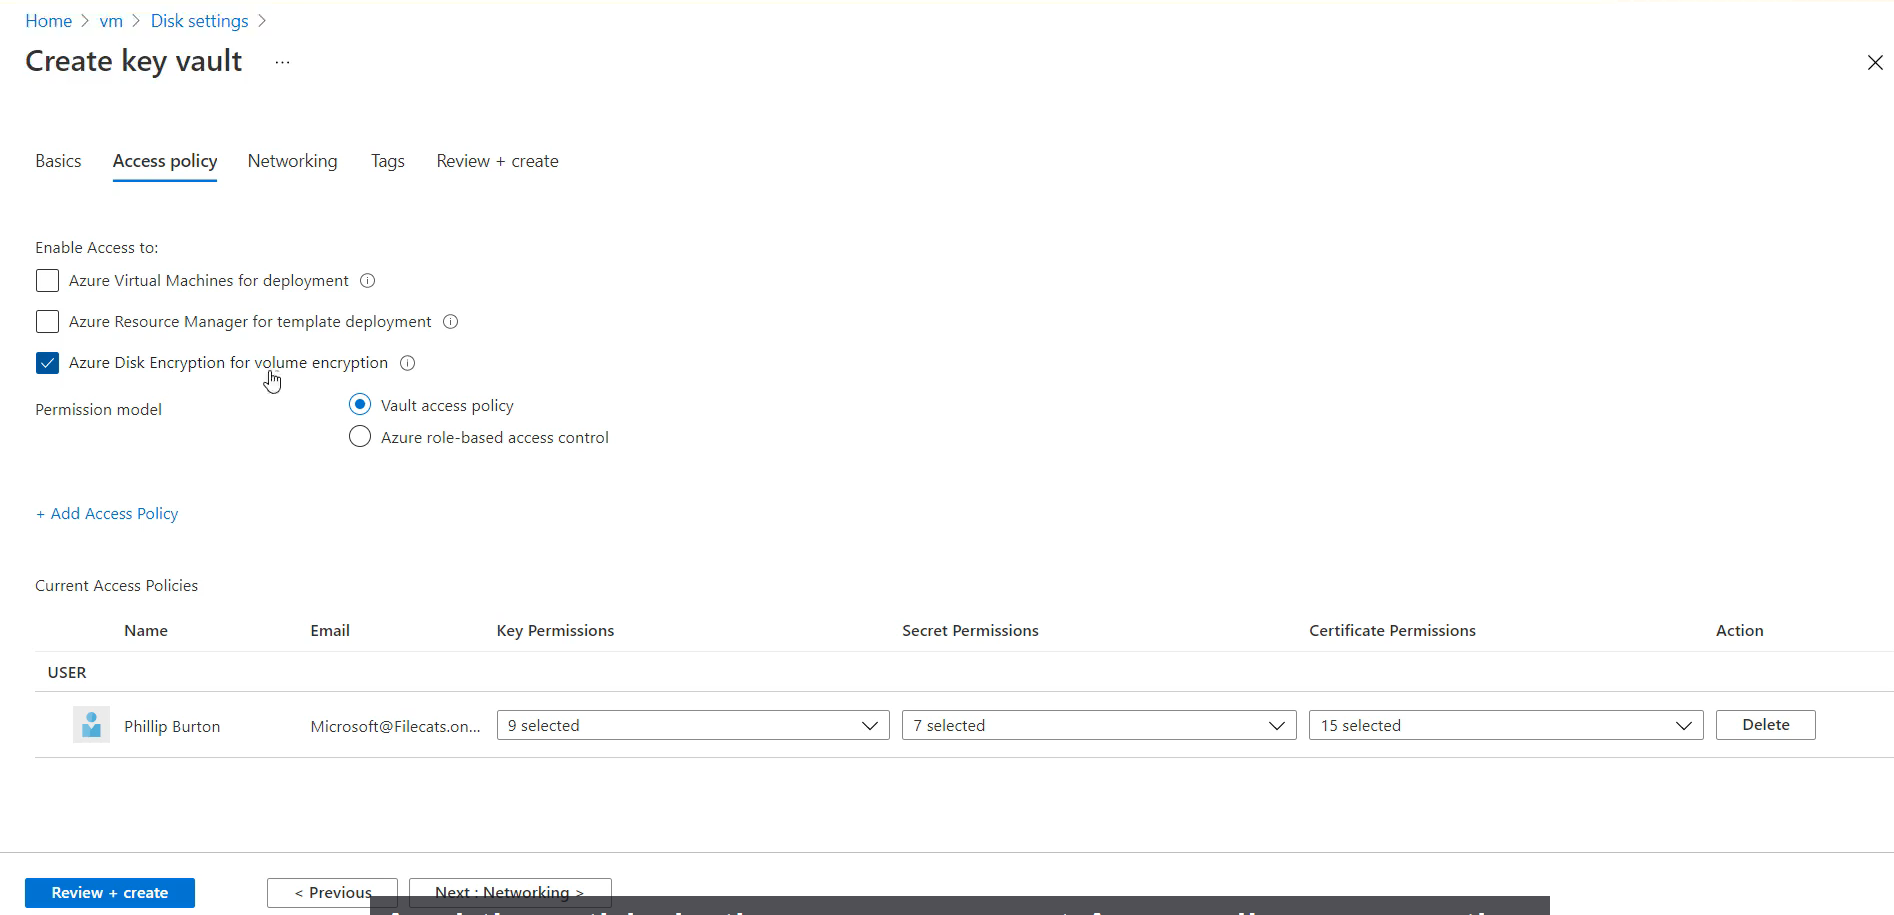 Home > vm > Disk settings >
Create key vault ...
Basics Access policy Networking Tags Review + create
Enable Access to:
Azure Virtual Machines for deployment
Azure Resource Manager for template deployment
Azure Disk Encryption for volume encryption
Permission model
Vault access policy
Azure role-based access control
+ Add Access Policy
Current Access Policies
Name Email Key Permissions Secret Permissions Certificate Permissions Action
USER
Phillip Burton Microsoft@Filecats.on... 9 selected 7 selected 15 selected Delete
Review + create < Previous Next : Networking >